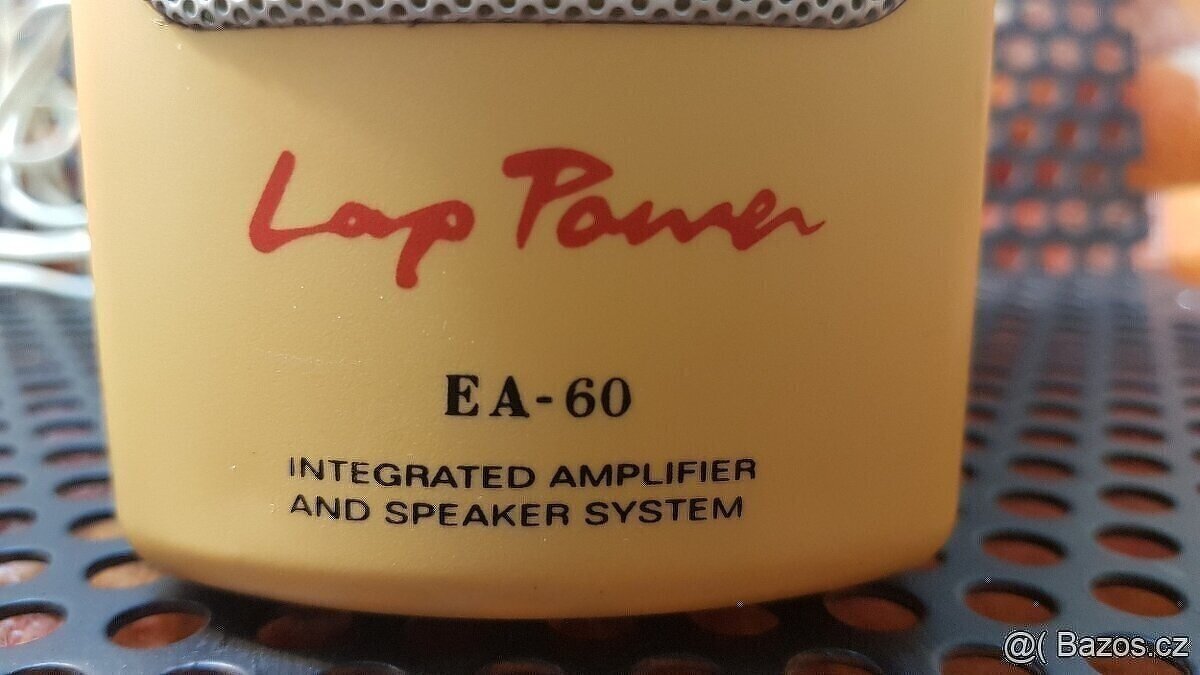 Lap Power
EA-60
INTEGRATED AMPLIFIER
AND SPEAKER SYSTEM
@( Bazos.cz